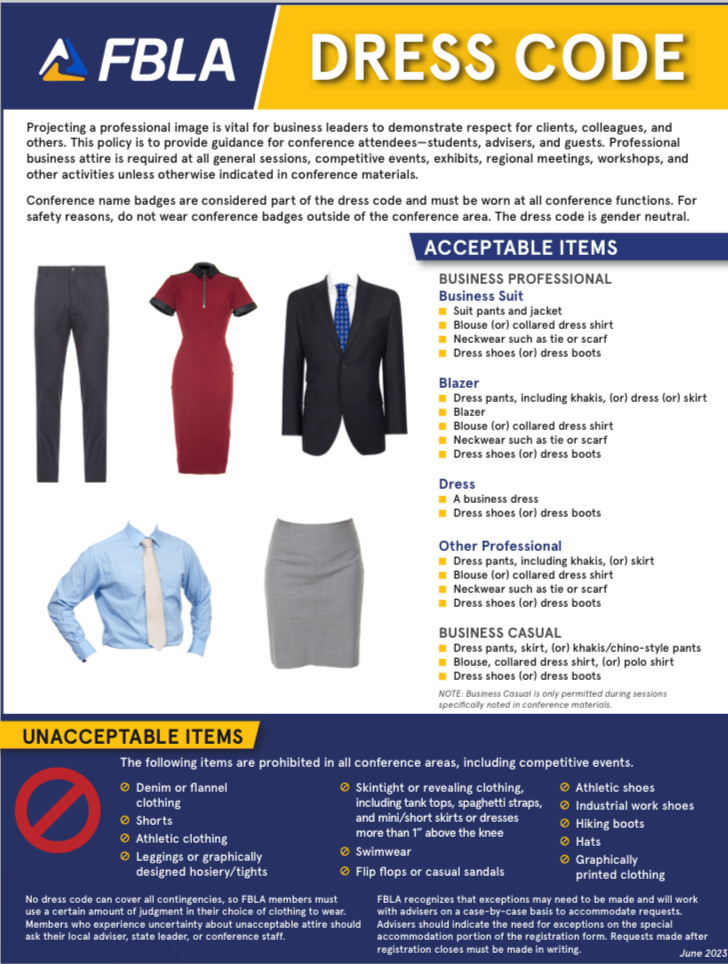 FBLA
DRESS CODE
Projecting a professional image is vital for business leaders to demonstrate respect for clients, colleagues, and
others. This policy is to provide guidance for conference attendees—students, advisers, and guests. Professional
business attire is required at all general sessions, competitive events, exhibits, regional meetings, workshops, and
other activities unless otherwise indicated in conference materials.
Conference name badges are considered part of the dress code and must be worn at all conference functions. For
safety reasons, do not wear conference badges outside of the conference area. The dress code is gender neutral.
ACCEPTABLE ITEMS
BUSINESS PROFESSIONAL
Business Suit
Suit pants and jacket
Blouse (or) collared dress shirt
Neckwear such as tie or scarf
Dress shoes (or) dress boots
Blazer
Dress pants, including khakis, (or) dress (or) skirt
Blazer
Blouse (or) collared dress shirt
Neckwear such as tie or scarf
Dress shoes (or) dress boots
Dress
A business dress
Dress shoes (or) dress boots
Other Professional
Dress pants, including khakis, (or) skirt
Blouse (or) collared dress shirt
Neckwear such as tie or scarf
Dress shoes (or) dress boots
BUSINESS CASUAL
Dress pants, skirt, (or) khakis/chino-style pants
Blouse, collared dress shirt, (or) polo shirt
Dress shoes (or) dress boots
NOTE: Business Casual is only permitted during sessions
specifically noted in conference materials.
UNACCEPTABLE ITEMS
The following items are prohibited in all conference areas, including competitive events.
Denim or flannel
clothing
Shorts
Athletic clothing
Leggings or graphically
designed hosiery/tights
Skintight or revealing clothing,
including tank tops, spaghetti straps,
and mini/short skirts or dresses
more than 1" above the knee
Swimwear
Flip flops or casual sandals
Athletic shoes
Industrial work shoes
Hiking boots
Hats
Graphically
printed clothing
No dress code can cover all contingencies, so FBLA members must
use a certain amount of judgment in their choice of clothing to wear.
Members who experience uncertainty about unacceptable attire should
ask their local adviser, state leader, or conference staff.
FBLA recognizes that exceptions may need to be made and will work
with advisers on a case-by-case basis to accommodate requests.
Advisers should indicate the need for exceptions on the special
accommodation portion of the registration form. Requests made after
registration closes must be made in writing.
June 2023